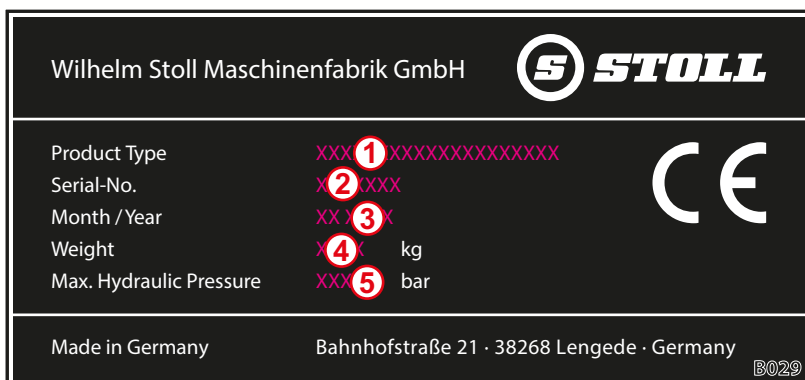 Wilhelm Stoll Maschinenfabrik GmbH
S STOLL
Product Type XXX 1 XXXXXXXXXXXXXX
Serial-No. X 2 XXXX
Month / Year XX X 3 X
Weight X 4 X kg
Max. Hydraulic Pressure XXX 5 bar
CE
Made in Germany Bahnhofstraße 21 · 38268 Lengede · Germany
B029